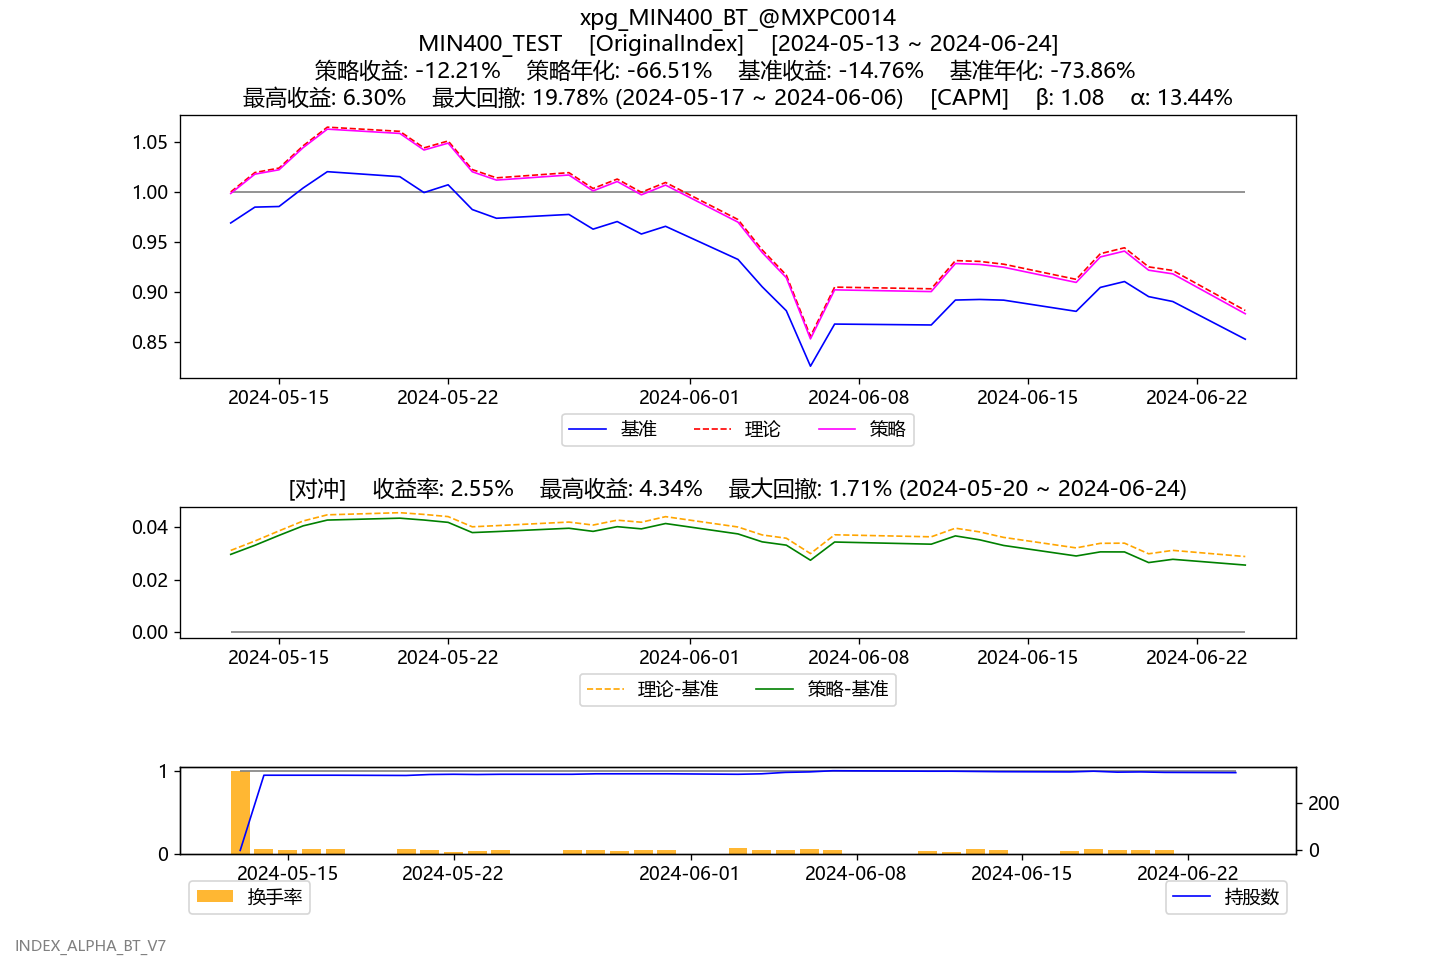 xpg_MIN400_BT_@MXPC0014
MIN400_TEST [OriginalIndex] [2024-05-13 ~ 2024-06-24]
策略收益: -12.21% 策略年化: -66.51% 基准收益: -14.76% 基准年化: -73.86%
最高收益: 6.30% 最大回撤: 19.78% (2024-05-17 ~ 2024-06-06) [CAPM] β: 1.08 α: 13.44%
1.05
1.00
0.95
0.90
0.85
2024-05-15 2024-05-22 2024-06-01 2024-06-08 2024-06-15 2024-06-22
基准 理论 策略
[对冲] 收益率: 2.55% 最高收益: 4.34% 最大回撤: 1.71% (2024-05-20 ~ 2024-06-24)
0.04
0.02
0.00
2024-05-15 2024-05-22 2024-06-01 2024-06-08 2024-06-15 2024-06-22
理论-基准 策略-基准
1
200
0 0
2024-05-15 2024-05-22 2024-06-01 2024-06-08 2024-06-15 2024-06-22
换手率 持股数
INDEX_ALPHA_BT_V7